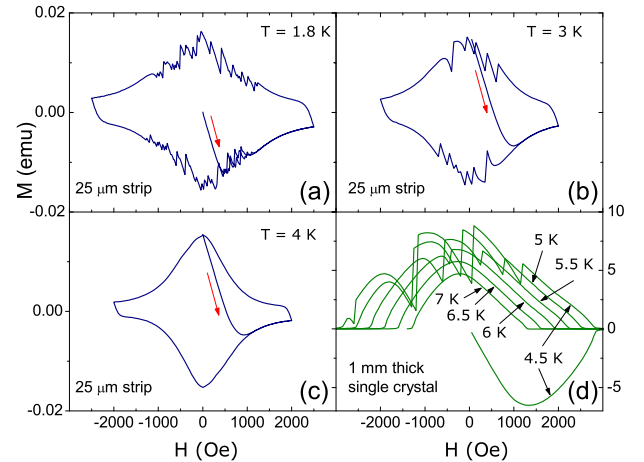 0.02
T = 1.8 K
T = 3 K
0.00
M (emu)
25 μm strip
(a)
25 μm strip
(b)
-0.02
0.02
10
T = 4 K
5 K
5.5 K
5
7 K
6.5 K
6 K
0.00
0
4.5 K
25 μm strip
(c)
1 mm thick
single crystal
(d)
-5
-0.02
-2000
-1000
0
1000
2000
-2000
-1000
0
1000
2000
H (Oe)
H (Oe)